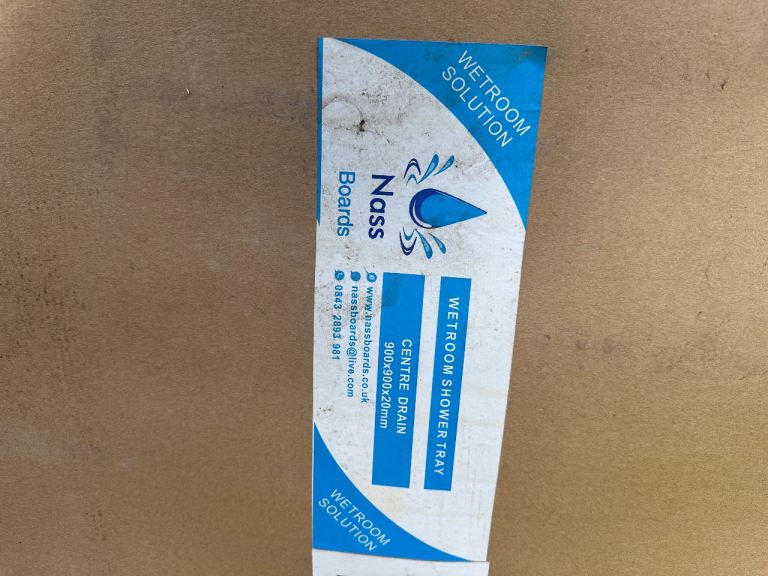 WETROOM
SOLUTION
Nass
Boards
WETROOM SHOWER TRAY
CENTRE DRAIN
900x900x20mm
www.nassboards.co.uk
nassboards@live.com
0843 2893 981
WETROOM
SOLUTION